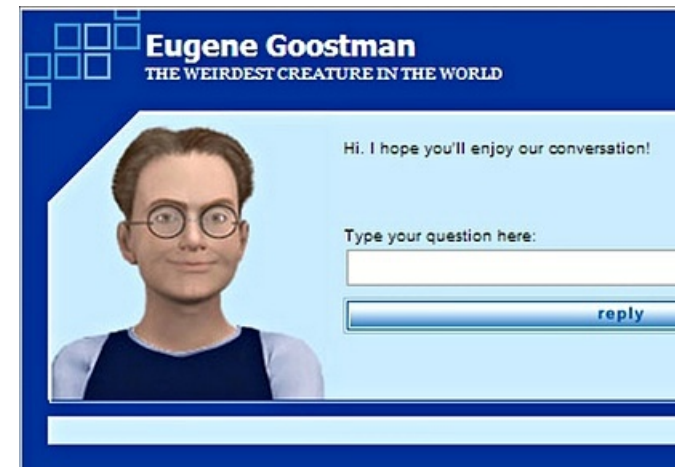 Eugene Goostman
THE WEIRDEST CREATURE IN THE WORLD
Hi. I hope you'll enjoy our conversation!
Type your question here:
reply